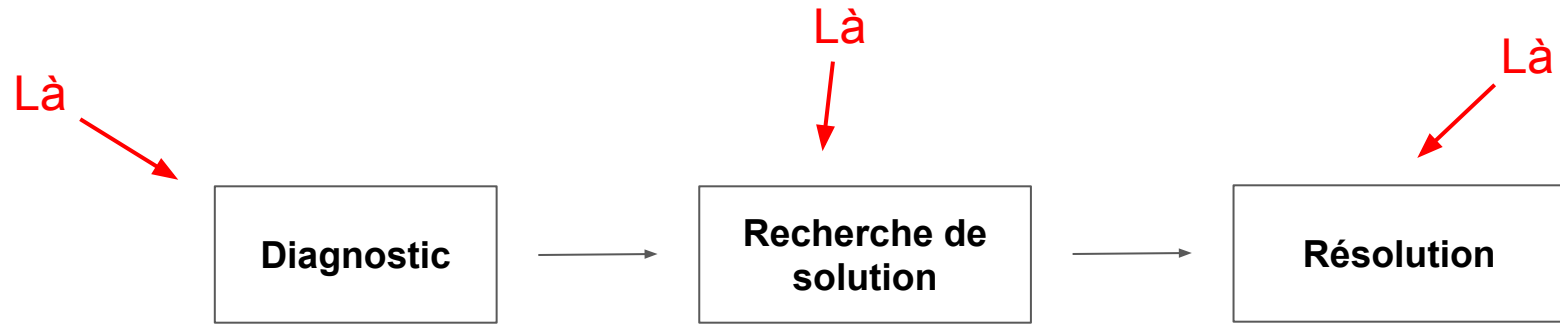 Là
Là
Là
Diagnostic
Recherche de
solution
Résolution